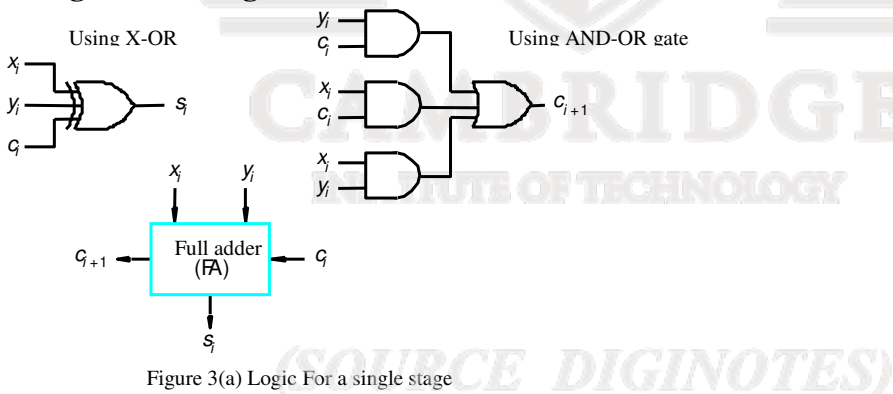 Using X-OR
x_i
y_i
c_i
s_i
y_i
c_i
x_i
c_i
x_i
y_i
Using AND-OR gate
c_{i+1}
CAMBRIDGE
INSTITUTE OF TECHNOLOGY
x_i
y_i
c_{i+1}
Full adder
(FA)
c_i
s_i
Figure 3(a) Logic For a single stage
(SOURCE DIGINOTES)